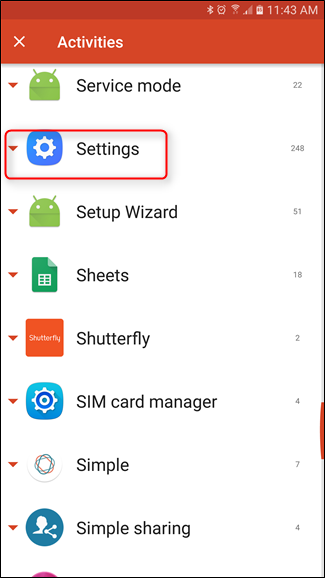 11:43 AM
Activities
Service mode 22
Settings 248
Setup Wizard 51
Sheets 18
Shutterfly Shutterfly 2
SIM card manager 4
Simple 7
Simple sharing 4